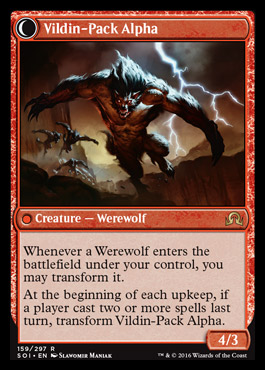 Vildin-Pack Alpha
Creature — Werewolf
Whenever a Werewolf enters the
battlefield under your control, you
may transform it.
At the beginning of each upkeep, if
a player cast two or more spells last
turn, transform Vildin-Pack Alpha.
4/3
159/297 R
SOI • EN Slawomir Maniak
™ & © 2016 Wizards of the Coast